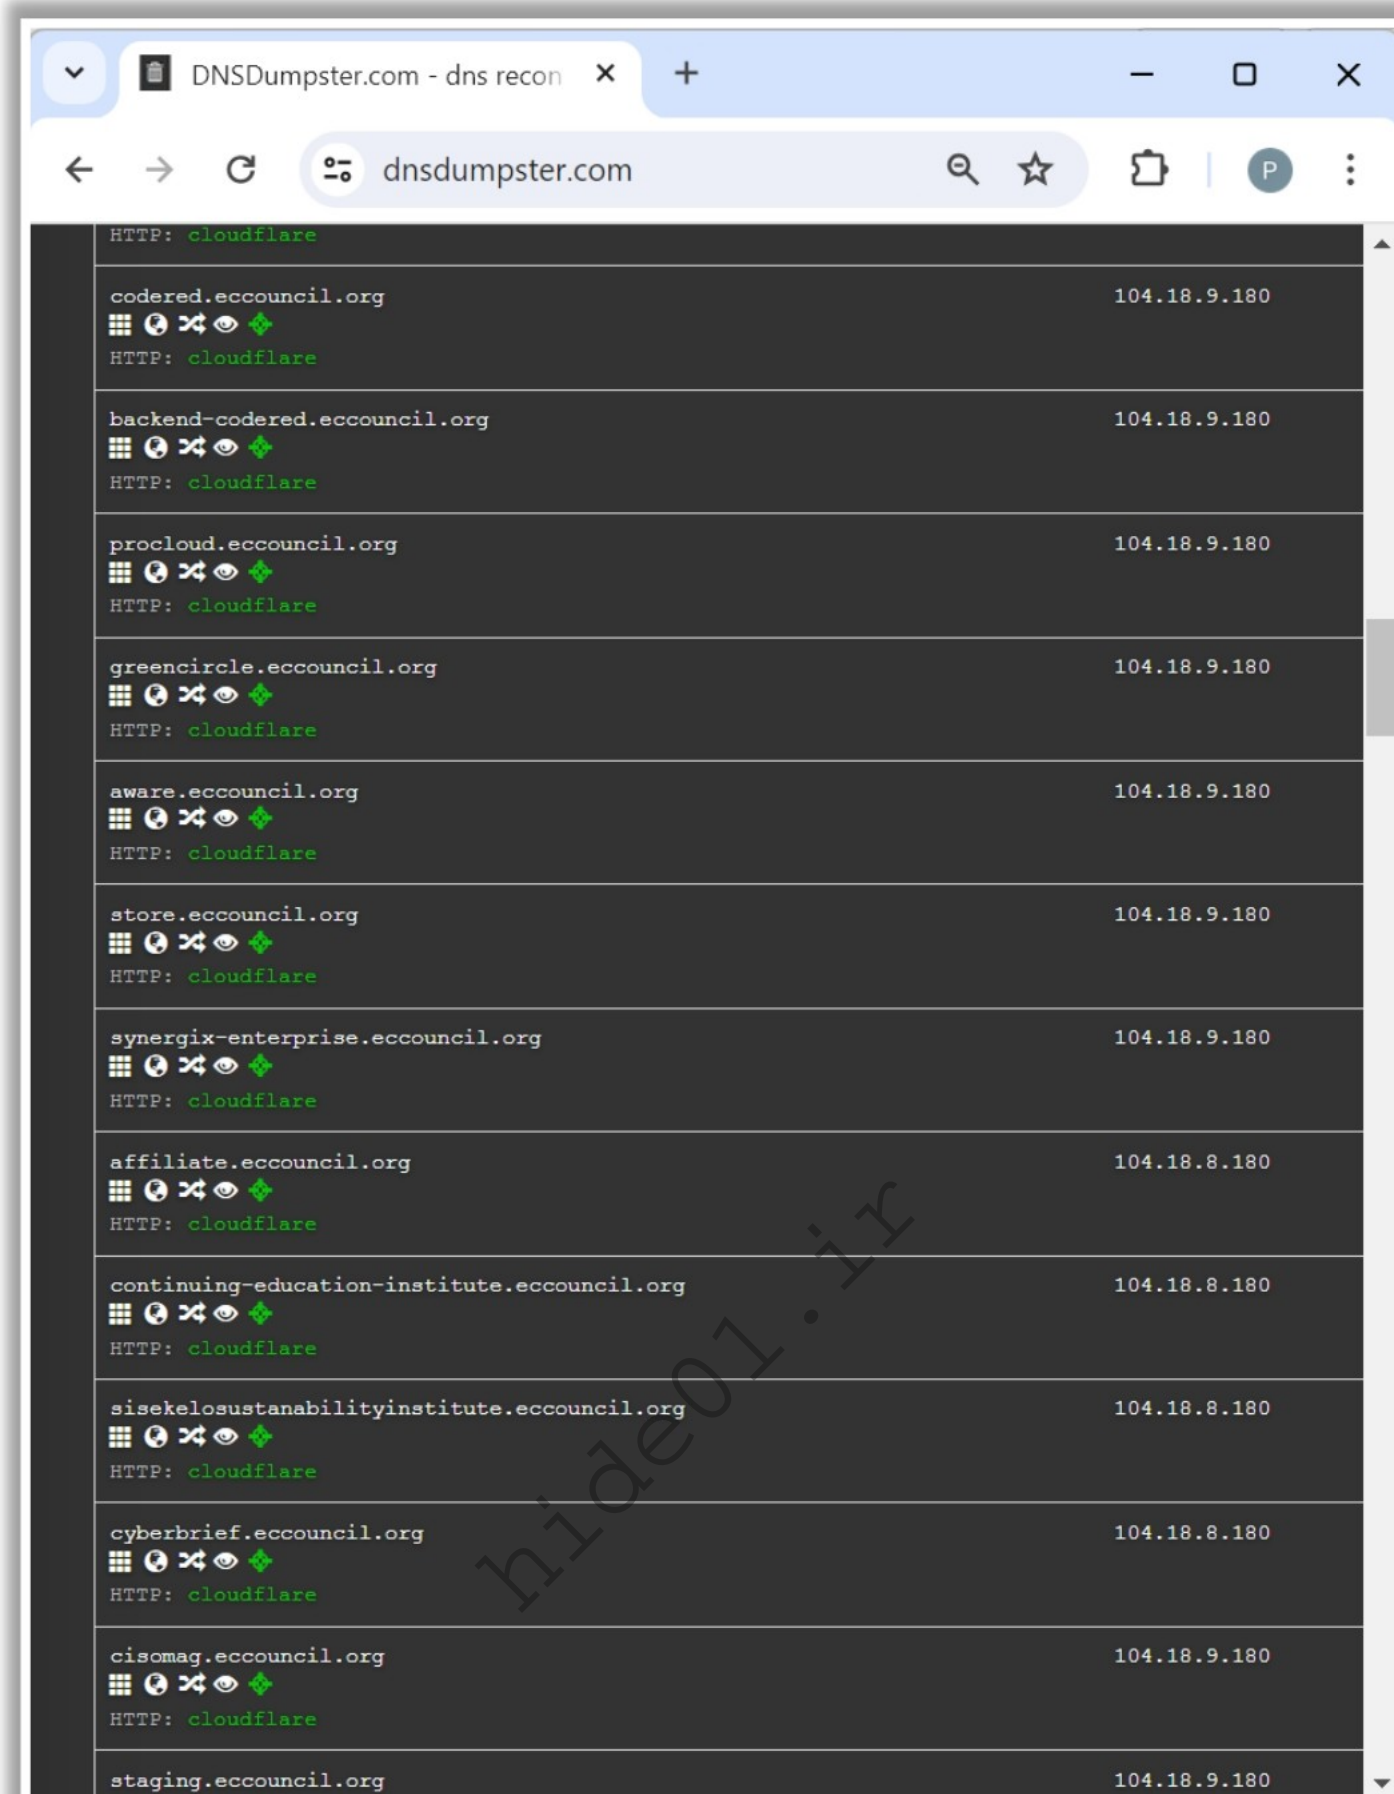 DNSDumpster.com - dns recon
dnsdumpster.com
P
HTTP: cloudflare
codered.eccouncil.org 104.18.9.180
HTTP: cloudflare
backend-codered.eccouncil.org 104.18.9.180
HTTP: cloudflare
procloud.eccouncil.org 104.18.9.180
HTTP: cloudflare
greencircle.eccouncil.org 104.18.9.180
HTTP: cloudflare
aware.eccouncil.org 104.18.9.180
HTTP: cloudflare
store.eccouncil.org 104.18.9.180
HTTP: cloudflare
synergix-enterprise.eccouncil.org 104.18.9.180
HTTP: cloudflare
affiliate.eccouncil.org 104.18.8.180
HTTP: cloudflare
continuing-education-institute.eccouncil.org 104.18.8.180
HTTP: cloudflare
sisekelosustanabilityinstitute.eccouncil.org 104.18.8.180
HTTP: cloudflare
cyberbrief.eccouncil.org 104.18.8.180
HTTP: cloudflare
cisomag.eccouncil.org 104.18.9.180
HTTP: cloudflare
staging.eccouncil.org 104.18.9.180
hide01.ir